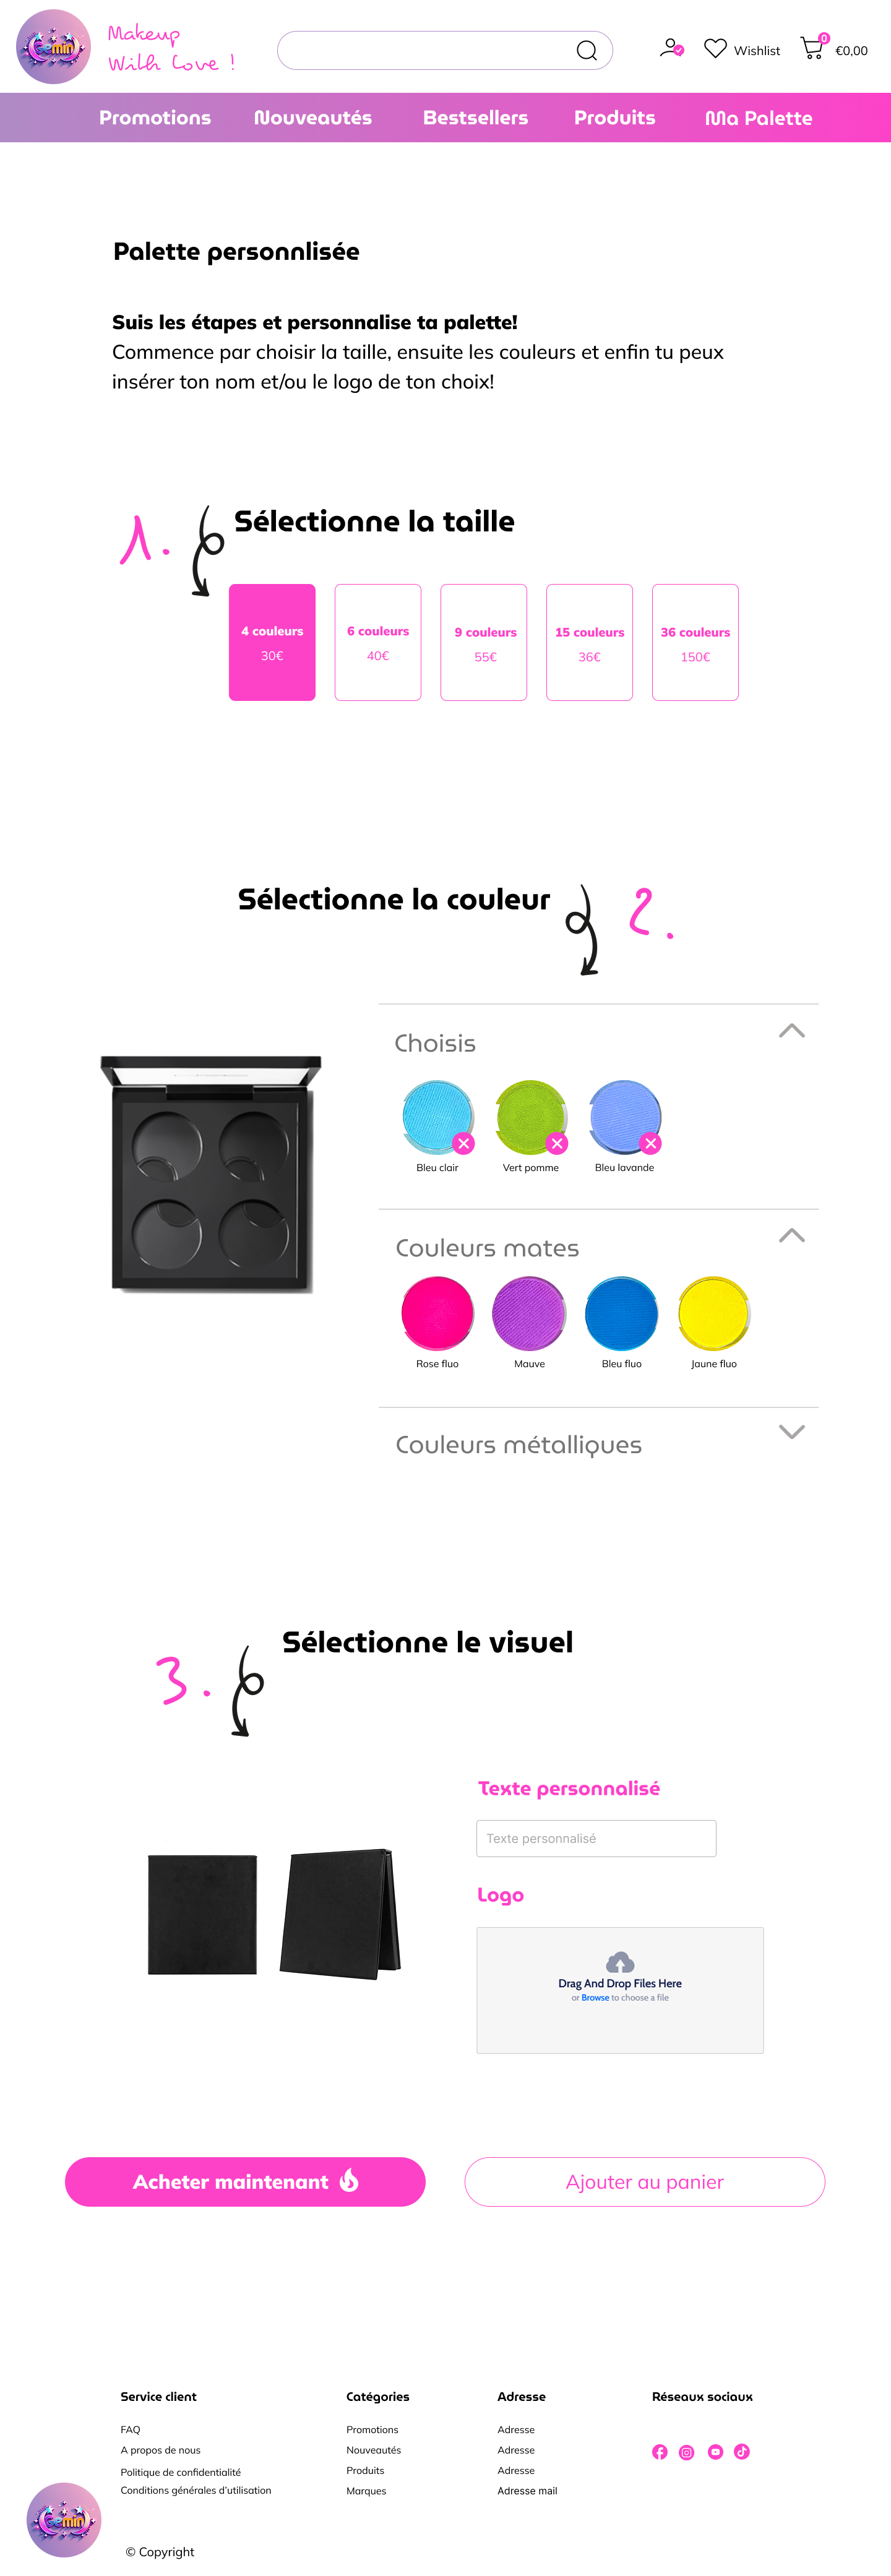 Makeup
With Love !
Wishlist
0
€0,00
Promotions
Nouveautés
Bestsellers
Produits
Ma Palette
Palette personnlisée
Suis les étapes et personnalise ta palette!
Commence par choisir la taille, ensuite les couleurs et enfin tu peux
insérer ton nom et/ou le logo de ton choix!
1.
Sélectionne la taille
4 couleurs
30€
6 couleurs
40€
9 couleurs
55€
15 couleurs
36€
36 couleurs
150€
Sélectionne la couleur
2.
Choisis
Bleu clair
Vert pomme
Bleu lavande
Couleurs mates
Rose fluo
Mauve
Bleu fluo
Jaune fluo
Couleurs métalliques
3.
Sélectionne le visuel
Texte personnalisé
Texte personnalisé
Logo
Drag And Drop Files Here
or Browse to choose a file
Acheter maintenant
Ajouter au panier
Service client
FAQ
A propos de nous
Politique de confidentialité
Conditions générales d'utilisation
Catégories
Promotions
Nouveautés
Produits
Marques
Adresse
Adresse
Adresse
Adresse
Adresse mail
Réseaux sociaux
© Copyright